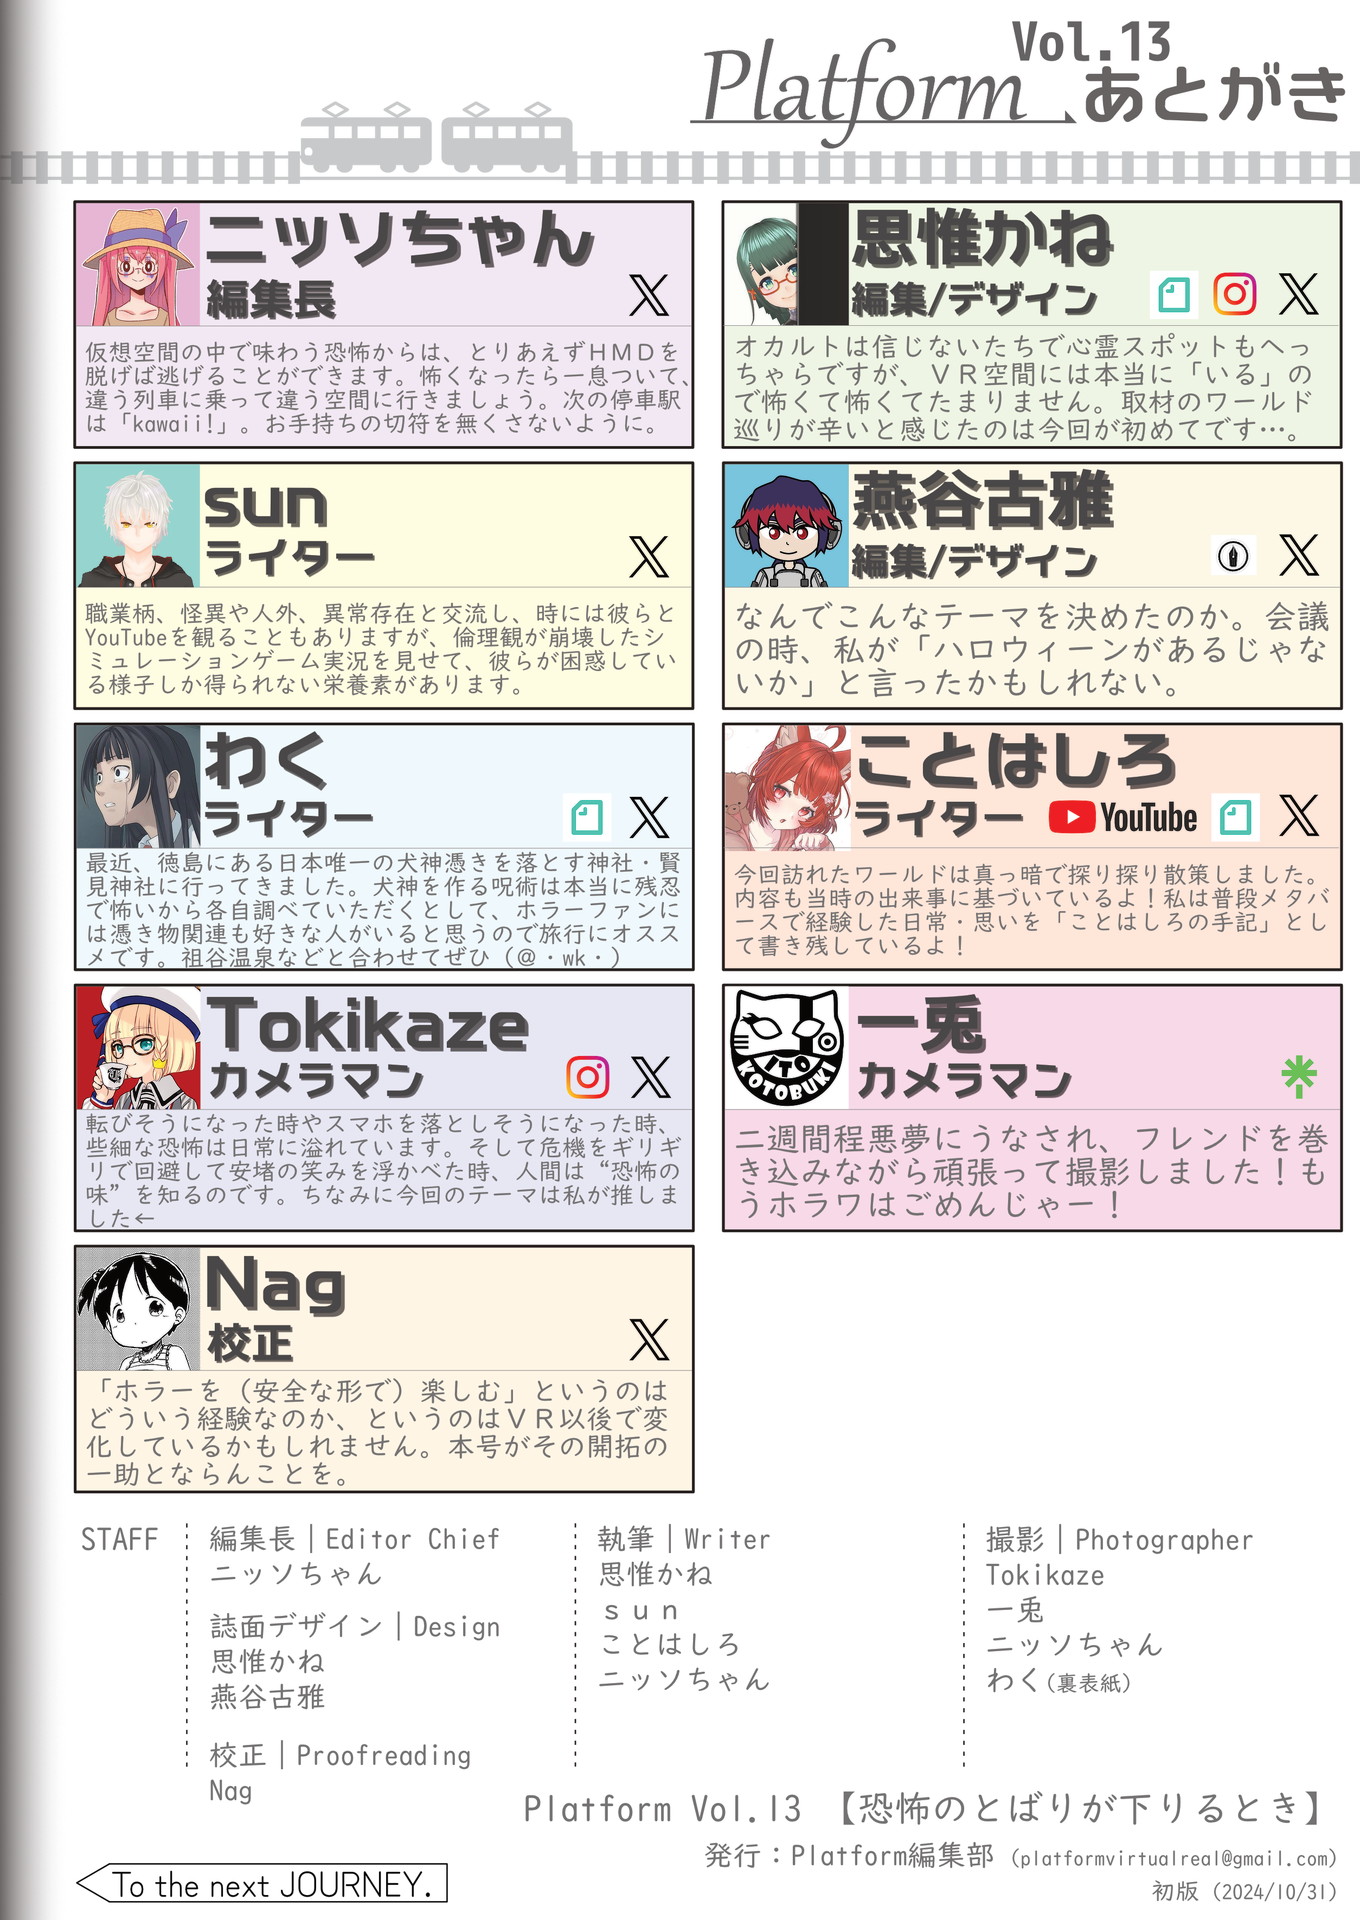 Vol.13
Platform あとがき
ニッソちゃん
編集長
仮想空間の中で味わう恐怖からは、とりあえずＨＭＤを
脱げば逃げることができます。怖くなったら一息ついて、
違う列車に乗って違う空間に行きましょう。次の停車駅
は「kawaii!」。お手持ちの切符を無くさないように。
思惟かね
編集/デザイン
オカルトは信じないたちで心霊スポットもへっ
ちゃらですが、ＶＲ空間には本当に「いる」の
で怖くて怖くてたまりません。取材のワールド
巡りが辛いと感じたのは今回が初めてです…。
sun
ライター
職業柄、怪異や人外、異常存在と交流し、時には彼らと
YouTubeを観ることもありますが、倫理観が崩壊したシ
ミュレーションゲーム実況を見せて、彼らが困惑してい
る様子しか得られない栄養素があります。
燕谷古雅
編集/デザイン
なんでこんなテーマを決めたのか。会議
の時、私が「ハロウィーンがあるじゃな
いか」と言ったかもしれない。
わく
ライター
最近、徳島にある日本唯一の犬神憑きを落とす神社・賢
見神社に行ってきました。犬神を作る呪術は本当に残忍
で怖いから各自調べていただくとして、ホラーファンに
は憑き物関連も好きな人がいると思うので旅行にオスス
メです。祖谷温泉などと合わせてぜひ（@・wk・）
ことはしろ
ライター
YouTube
今回訪れたワールドは真っ暗で探り探り散策しました。
内容も当時の出来事に基づいているよ！私は普段メタバ
ースで経験した日常・思いを「ことはしろの手記」とし
て書き残しているよ！
Tokikaze
カメラマン
転びそうになった時やスマホを落としそうになった時、
些細な恐怖は日常に溢れています。そして危機をギリギ
リで回避して安堵の笑みを浮かべた時、人間は“恐怖の
味”を知るのです。ちなみに今回のテーマは私が推しま
した←
ITO
KOTOBUKI
一兎
カメラマン
二週間程悪夢にうなされ、フレンドを巻
き込みながら頑張って撮影しました！も
うホラワはごめんじゃー！
Nag
校正
「ホラーを（安全な形で）楽しむ」というのは
どういう経験なのか、というのはＶＲ以後で変
化しているかもしれません。本号がその開拓の
一助とならんことを。
STAFF
編集長｜Editor Chief
ニッソちゃん
誌面デザイン｜Design
思惟かね
燕谷古雅
校正｜Proofreading
Nag
執筆｜Writer
思惟かね
ｓｕｎ
ことはしろ
ニッソちゃん
撮影｜Photographer
Tokikaze
一兎
ニッソちゃん
わく(裏表紙)
Platform Vol.13 【恐怖のとばりが下りるとき】
発行：Platform編集部 (platformvirtualreal@gmail.com)
初版 (2024/10/31)
To the next JOURNEY.